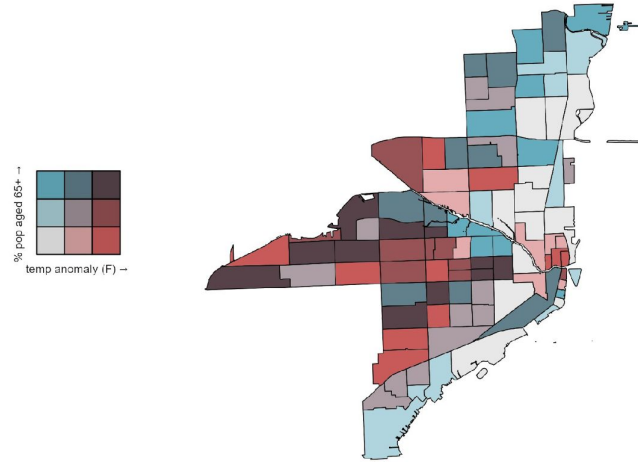 % pop aged 65+ →
temp anomaly (F) →